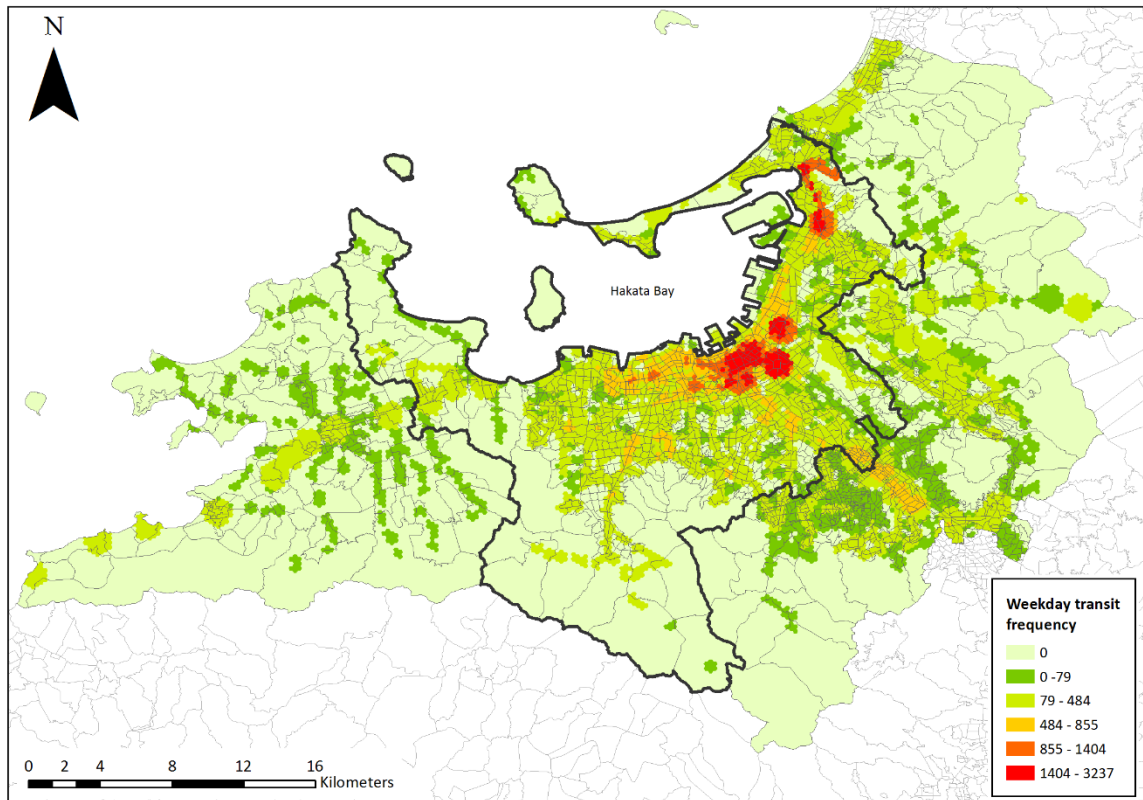 N
Hakata Bay
Weekday transit
frequency
0
0 -79
79 - 484
484 - 855
855 - 1404
1404 - 3237
0 2 4 8 12 16
Kilometers